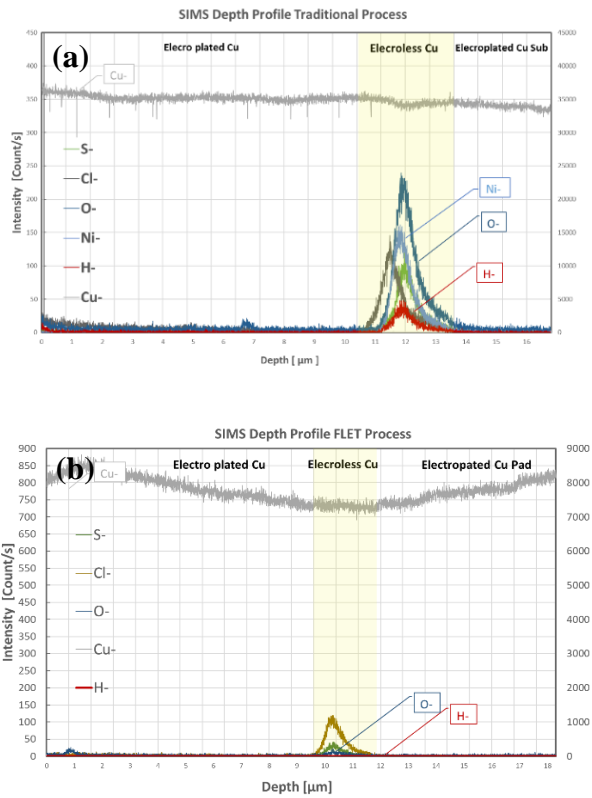 SIMS Depth Profile Traditional Process
(a)
Elecro plated Cu
Elecroless Cu
Elecroplated Cu Sub
Cu-
Intensity [Count/s]
450
400
350
300
250
200
150
100
50
0
45000
40000
35000
30000
25000
20000
15000
10000
5000
0
S-
Cl-
O-
Ni-
H-
Cu-
Ni-
O-
H-
0 1 2 3 4 5 6 7 8 9 10 11 12 13 14 15 16
Depth [ µm]
SIMS Depth Profile FLET Process
(b)
Electro plated Cu
Elecroless Cu
Electropated Cu Pad
Cu-
Intensity [Count/s]
900
850
800
750
700
650
600
550
500
450
400
350
300
250
200
150
100
50
0
9000
8000
7000
6000
5000
4000
3000
2000
1000
0
S-
Cl-
O-
Cu-
H-
O-
H-
0 1 2 3 4 5 6 7 8 9 10 11 12 13 14 15 16 17 18
Depth [µm]